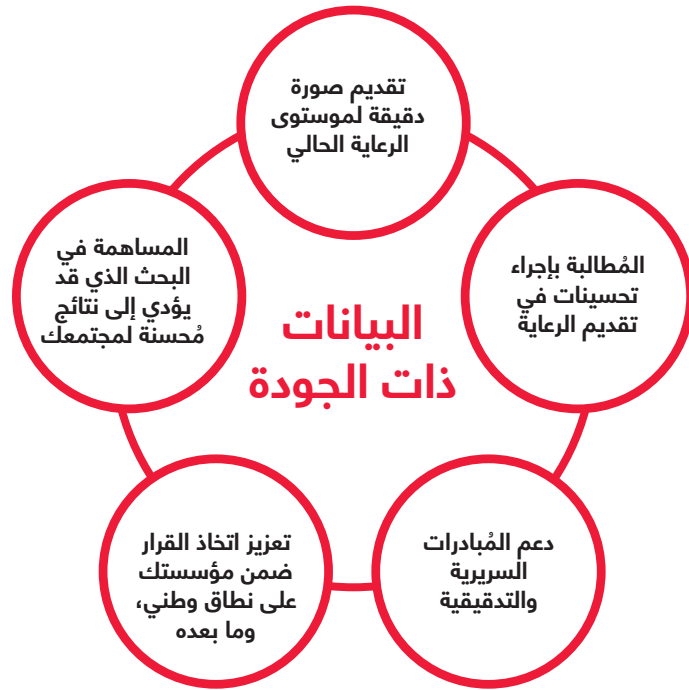 تقديم صورة
دقيقة لموستوى
الرعاية الحالي
المُطالبة بإجراء
تحسينات في
تقديم الرعاية
دعم المُبادرات
السريرية
والتدقيقية
تعزيز اتخاذ القرار
ضمن مؤسستك
على نطاق وطني،
وما بعده
المساهمة في
البحث الذي قد
يؤدي إلى نتائج
مُحسنة لمجتمعك
البيانات
ذات الجودة